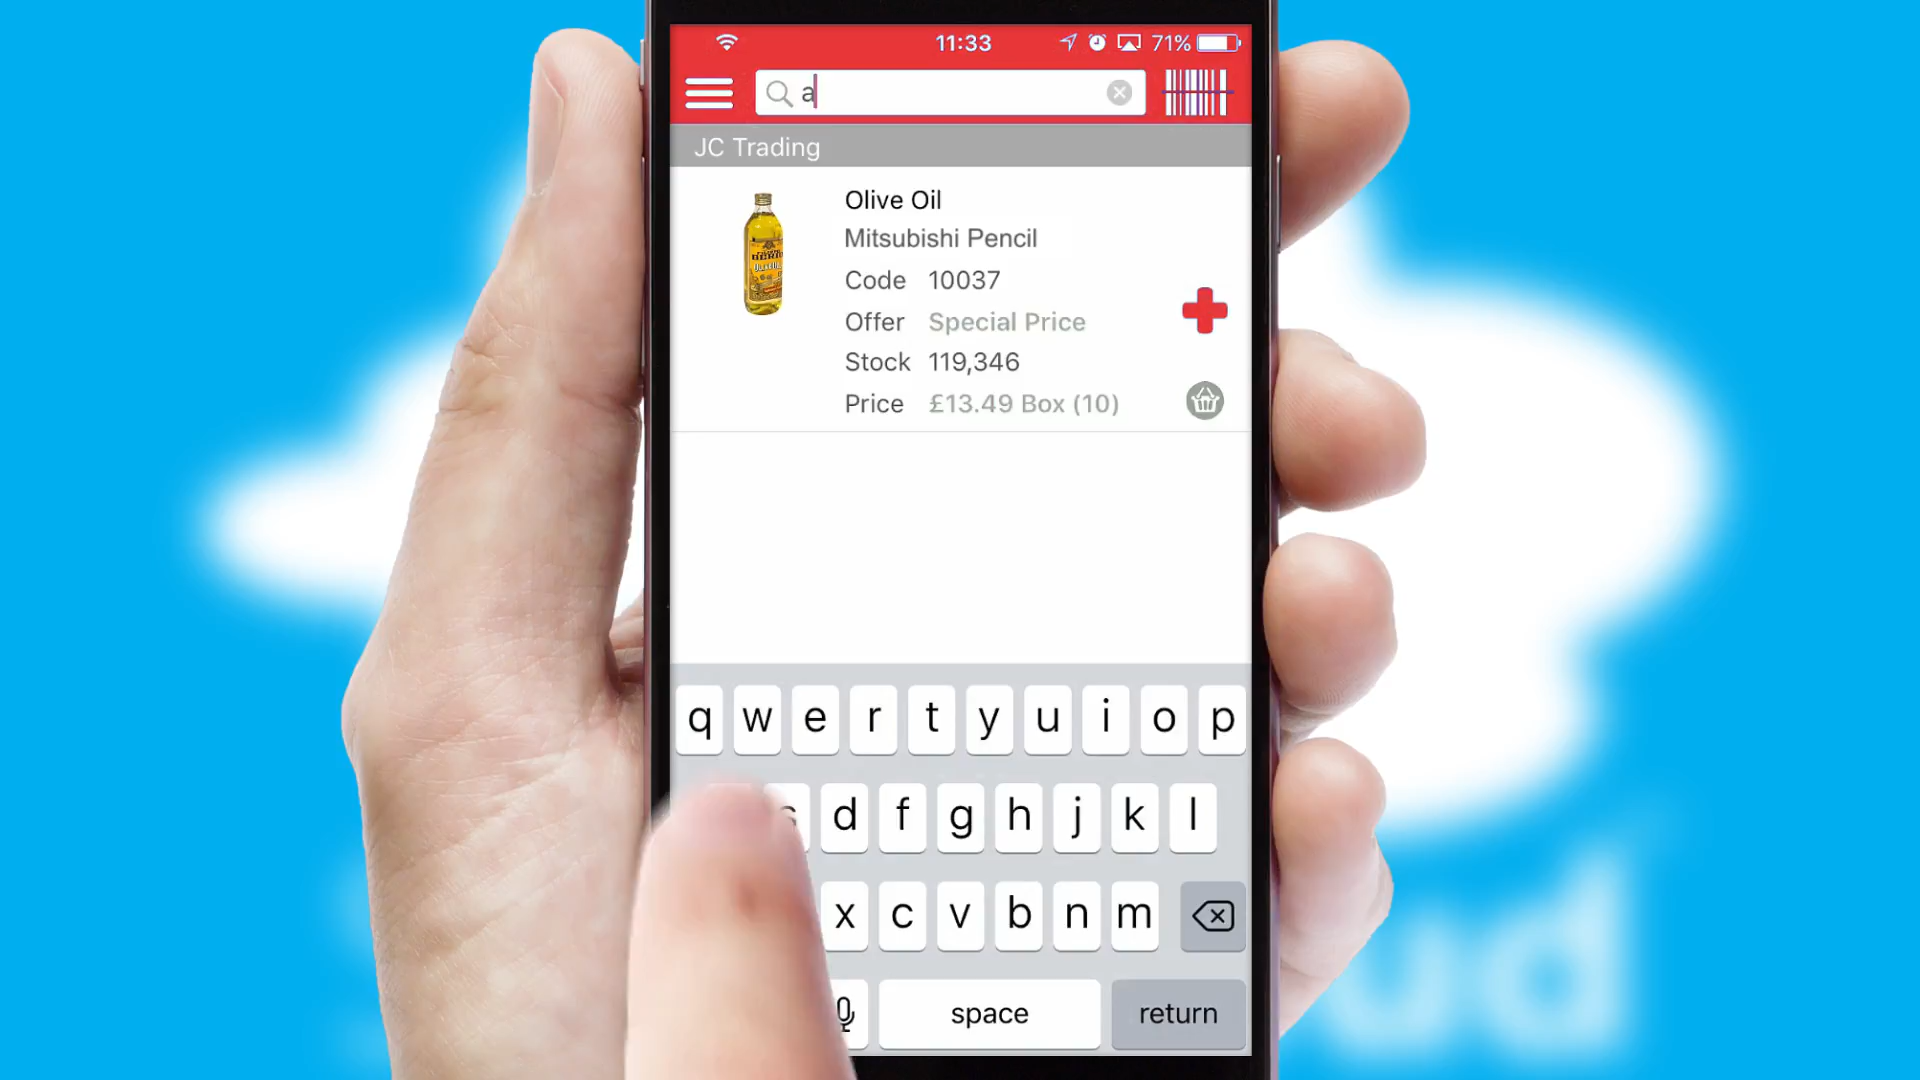 11:33
71%
a
JC Trading
Olive Oil
Mitsubishi Pencil
Code 10037
Offer Special Price
Stock 119,346
Price £13.49 Box (10)
q w e r t y u i o p
s d f g h j k l
x c v b n m
space return
ud